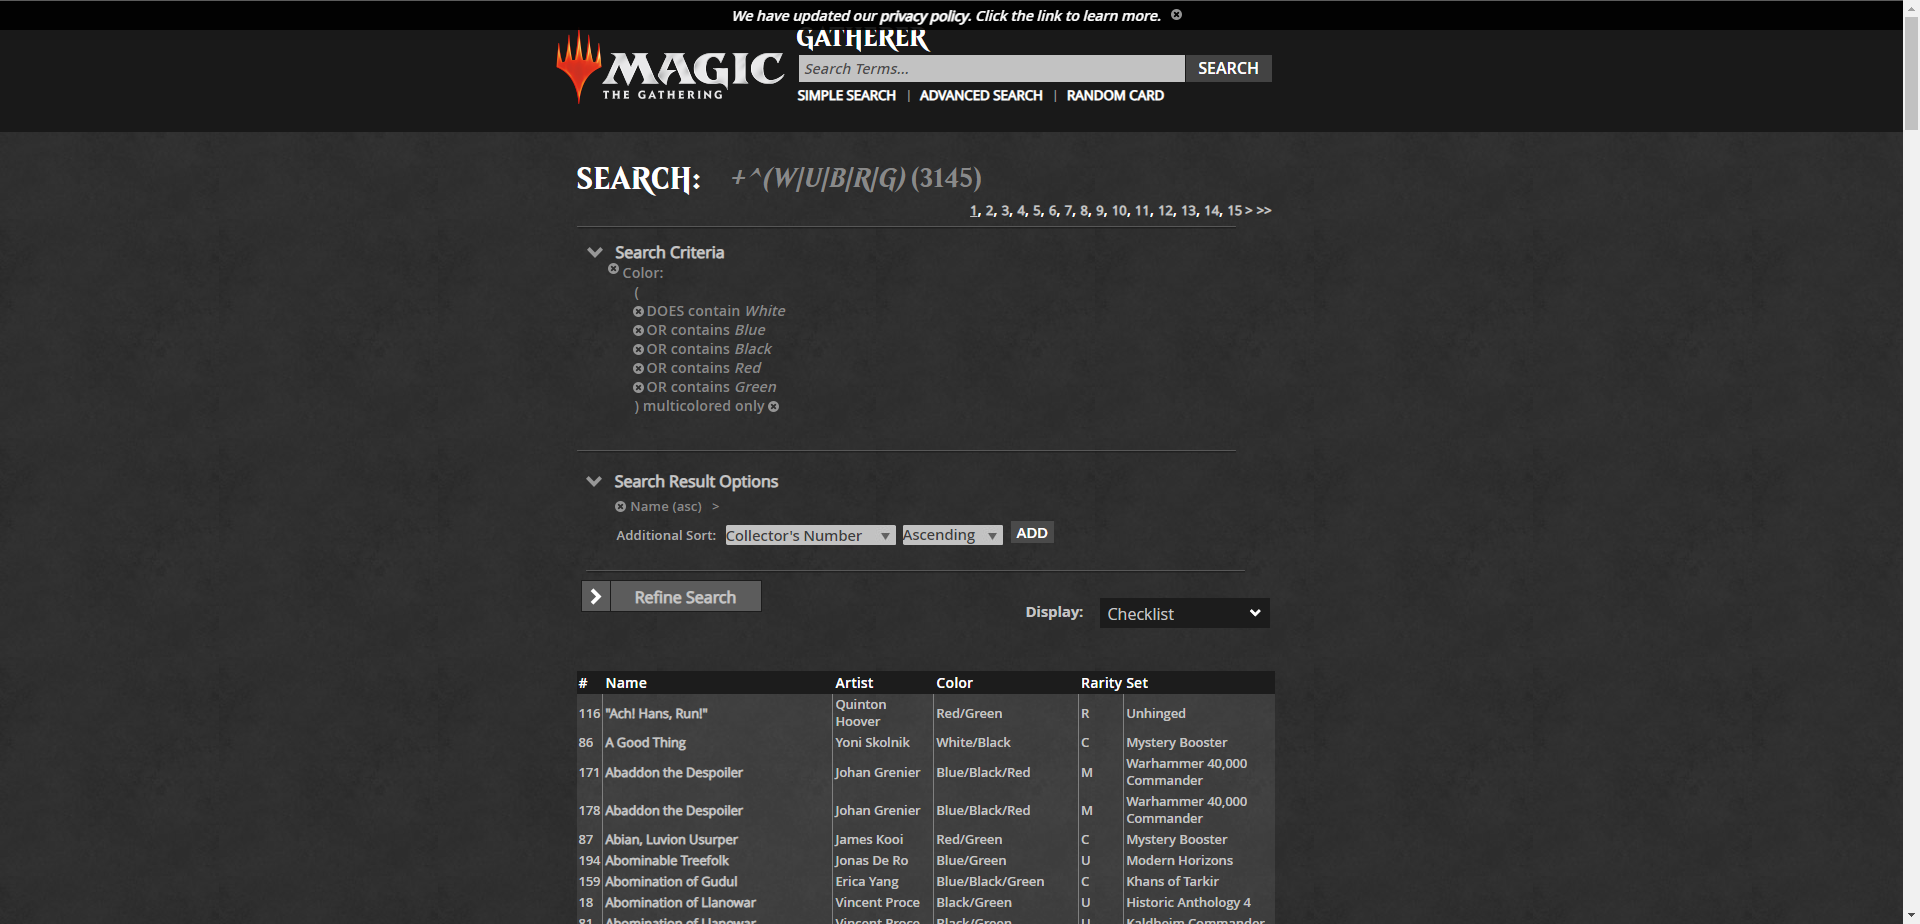 We have updated our privacy policy. Click the link to learn more.
GATHERER
MAGIC
THE GATHERING
Search Terms...
SEARCH
SIMPLE SEARCH | ADVANCED SEARCH | RANDOM CARD
SEARCH: +^(W|U|B|R|G) (3145)
1, 2, 3, 4, 5, 6, 7, 8, 9, 10, 11, 12, 13, 14, 15 > >>
Search Criteria
Color:
(
DOES contain White
OR contains Blue
OR contains Black
OR contains Red
OR contains Green
) multicolored only
Search Result Options
Name (asc) >
Additional Sort: Collector's Number Ascending ADD
Refine Search
Display: Checklist
# Name Artist Color Rarity Set
116 "Ach! Hans, Run!" Quinton Hoover Red/Green R Unhinged
86 A Good Thing Yoni Skolnik White/Black C Mystery Booster
171 Abaddon the Despoiler Johan Grenier Blue/Black/Red M Warhammer 40,000 Commander
178 Abaddon the Despoiler Johan Grenier Blue/Black/Red M Warhammer 40,000 Commander
87 Abian, Luvion Usurper James Kooi Red/Green C Mystery Booster
194 Abominable Treefolk Jonas De Ro Blue/Green U Modern Horizons
159 Abomination of Gudul Erica Yang Blue/Black/Green C Khans of Tarkir
18 Abomination of Llanowar Vincent Proce Black/Green U Historic Anthology 4
81 Abomination of Llanowar Vincent Proce Black/Green U Kaldheim Commander